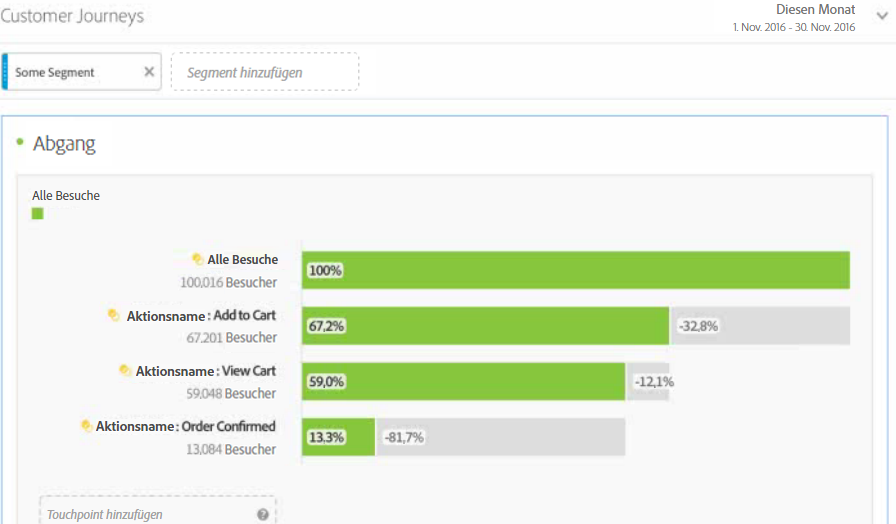 Customer Journeys
Diesen Monat
1. Nov. 2016 - 30. Nov. 2016
Some Segment
Segment hinzufügen
Abgang
Alle Besuche
Alle Besuche
100%
100,016 Besucher
Aktionsname: Add to Cart
67,2%
-32,8%
67.201 Besucher
Aktionsname: View Cart
59,0%
-12,1%
59,048 Besucher
Aktionsname: Order Confirmed
13,3%
-81,7%
13,084 Besucher
Touchpoint hinzufügen